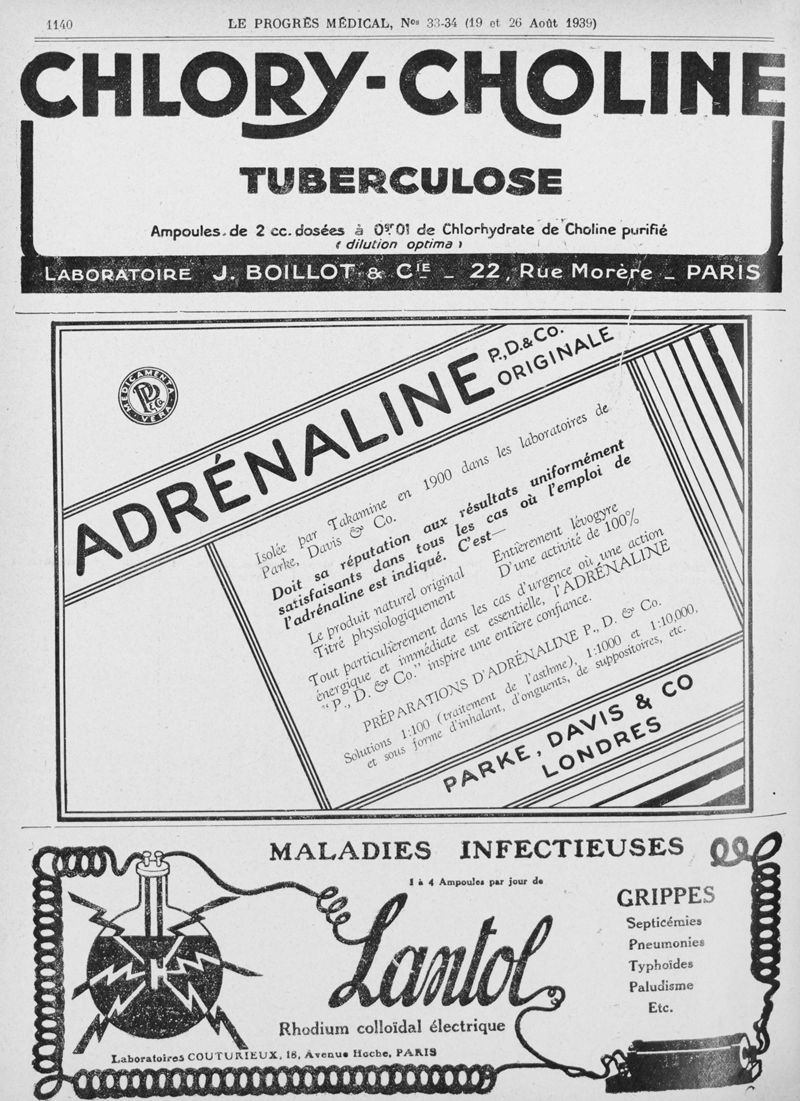 1140
LE PROGRÈS MÉDICAL, Nos 33-34 (19 et 26 Août 1939)
CHLORY-CHOLINE
TUBERCULOSE
Ampoules de 2 cc. dosées à 0gr01 de Chlorhydrate de Choline purifié
(dilution optima)
LABORATOIRE J. BOILLOT & CIE _ 22, Rue Morère _ PARIS
MEDICAMENTA VERA
P D & Co
ADRÉNALINE P., D. & Co.
ORIGINALE
Isolée par Takamine en 1900 dans les laboratoires de
Parke, Davis & Co.
Doit sa réputation aux résultats uniformément
satisfaisants dans tous les cas où l'emploi de
l'adrénaline est indiqué. C'est—
Le produit naturel original Entièrement lévogyre
Titré physiologiquement D'une activité de 100%
Tout particulièrement dans les cas d'urgence où une action
énergique et immédiate est essentielle, l'ADRÉNALINE
"P., D. & Co." inspire une entière confiance.
PRÉPARATIONS D'ADRÉNALINE P., D. & Co.
Solutions 1:100 (traitement de l'asthme), 1:1000 et 1:10,000,
et sous forme d'inhalant, d'onguents, de suppositoires, etc.
PARKE, DAVIS & CO
LONDRES
MALADIES INFECTIEUSES
1 à 4 Ampoules par jour de
Lantol
Rhodium colloïdal électrique
Laboratoires COUTURIEUX, 18, Avenue Hoche, PARIS
GRIPPES
Septicémies
Pneumonies
Typhoïdes
Paludisme
Etc.